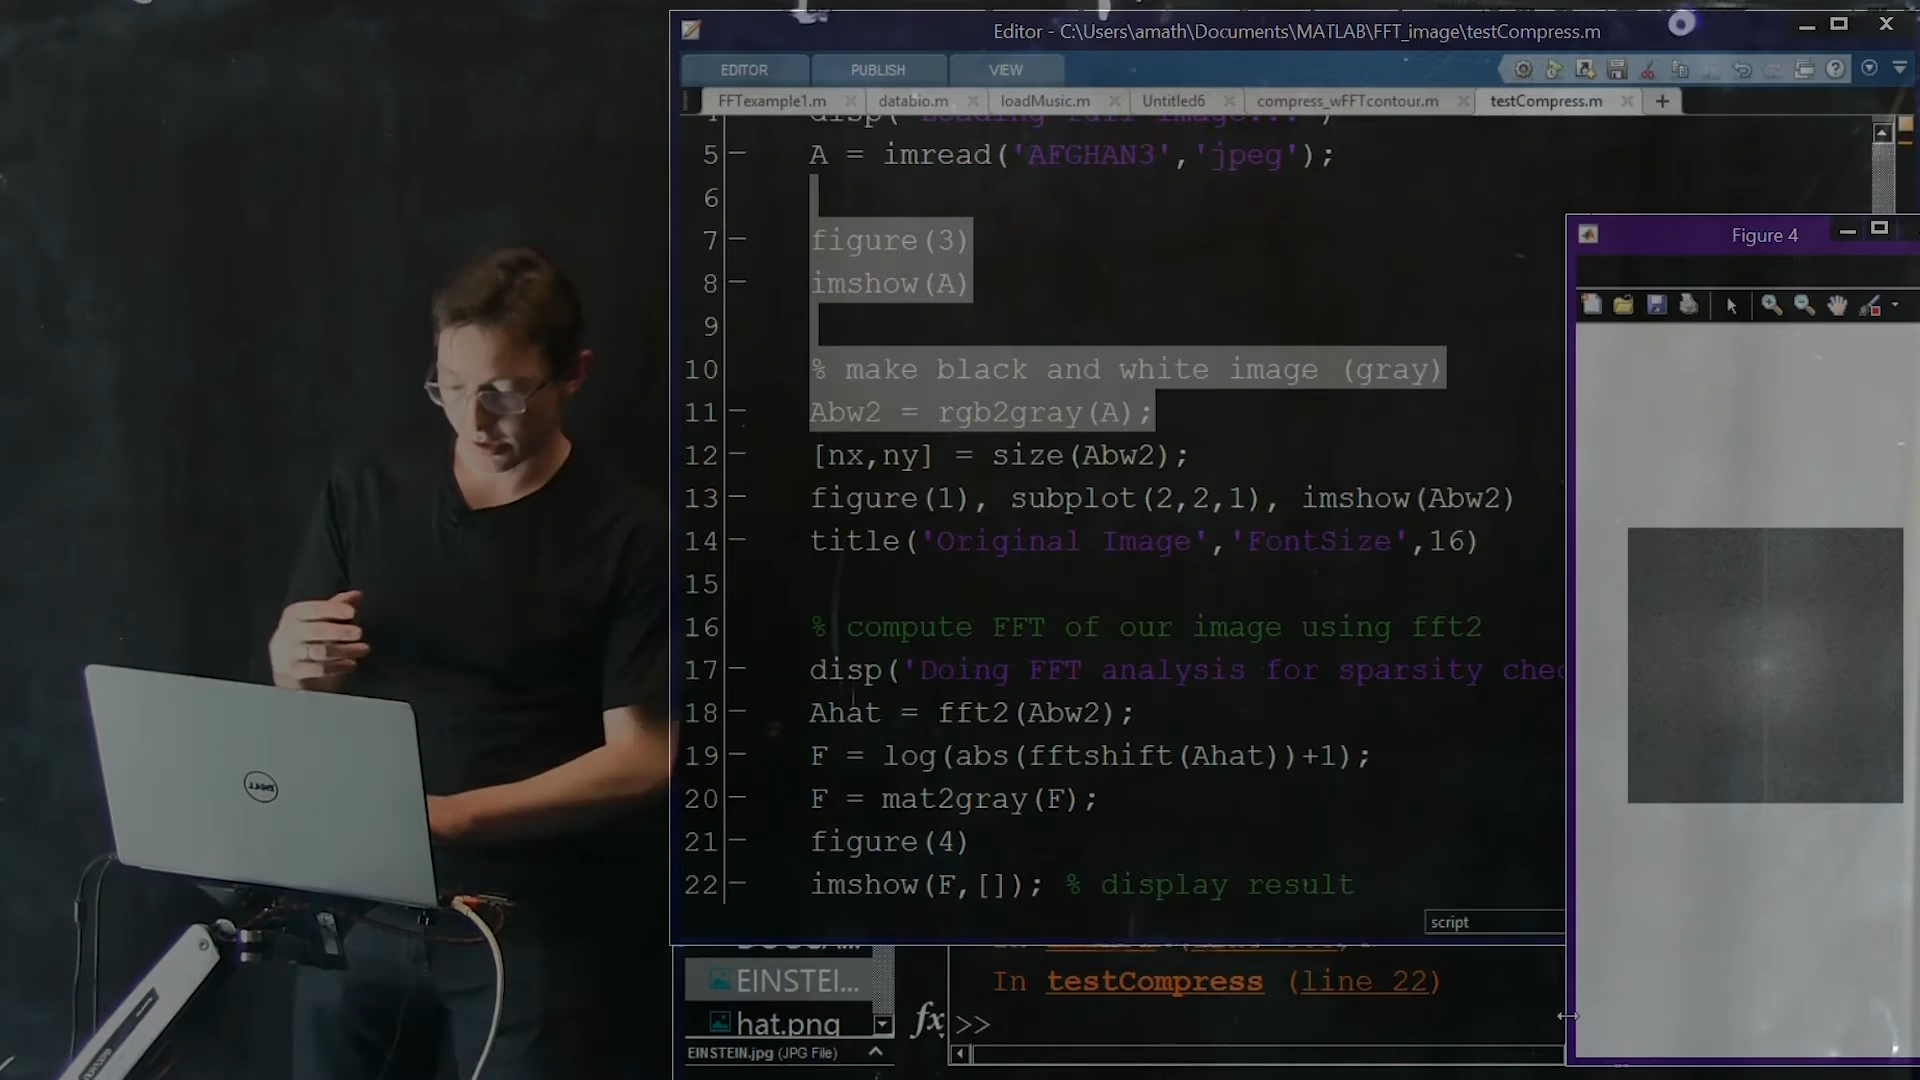 Editor - C:\Users\amath\Documents\MATLAB\FFT_image\testCompress.m
EDITOR PUBLISH VIEW
FFTexample1.m databio.m loadMusic.m Untitled6 compress_wFFTcontour.m testCompress.m
disp('Loading full image...')
5 A = imread('AFGHAN3','jpeg');
6
7 figure(3)
8 imshow(A)
9
10 % make black and white image (gray)
11 Abw2 = rgb2gray(A);
12 [nx,ny] = size(Abw2);
13 figure(1), subplot(2,2,1), imshow(Abw2)
14 title('Original Image','FontSize',16)
15
16 % compute FFT of our image using fft2
17 disp('Doing FFT analysis for sparsity chec
18 Ahat = fft2(Abw2);
19 F = log(abs(fftshift(Ahat))+1);
20 F = mat2gray(F);
21 figure(4)
22 imshow(F,[]); % display result
script
Figure 4
EINSTEI...
hat.png
EINSTEIN.jpg (JPG File)
In testCompress (line 22)
fx >>
DELL